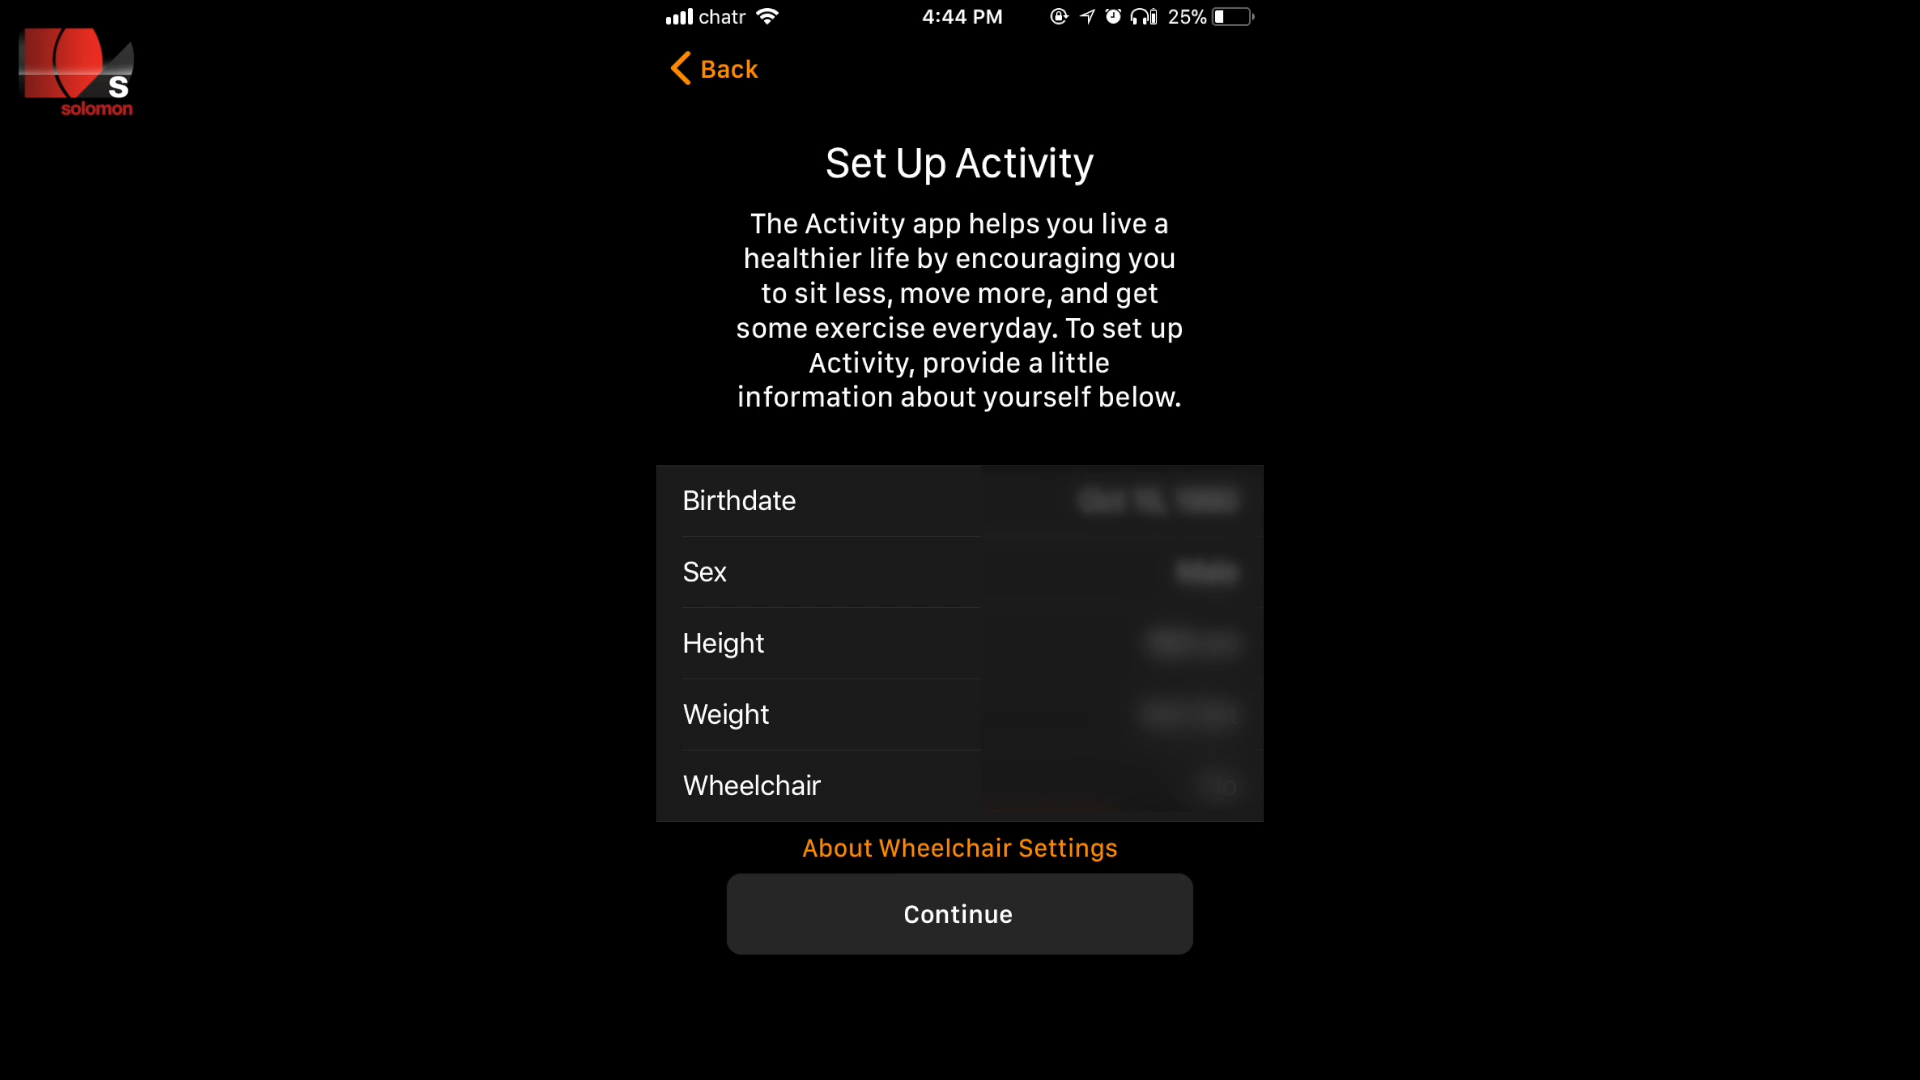 chatr 4:44 PM 25%
s
solomon
Back
Set Up Activity
The Activity app helps you live a
healthier life by encouraging you
to sit less, move more, and get
some exercise everyday. To set up
Activity, provide a little
information about yourself below.
Birthdate
Sex
Height
Weight
Wheelchair
About Wheelchair Settings
Continue